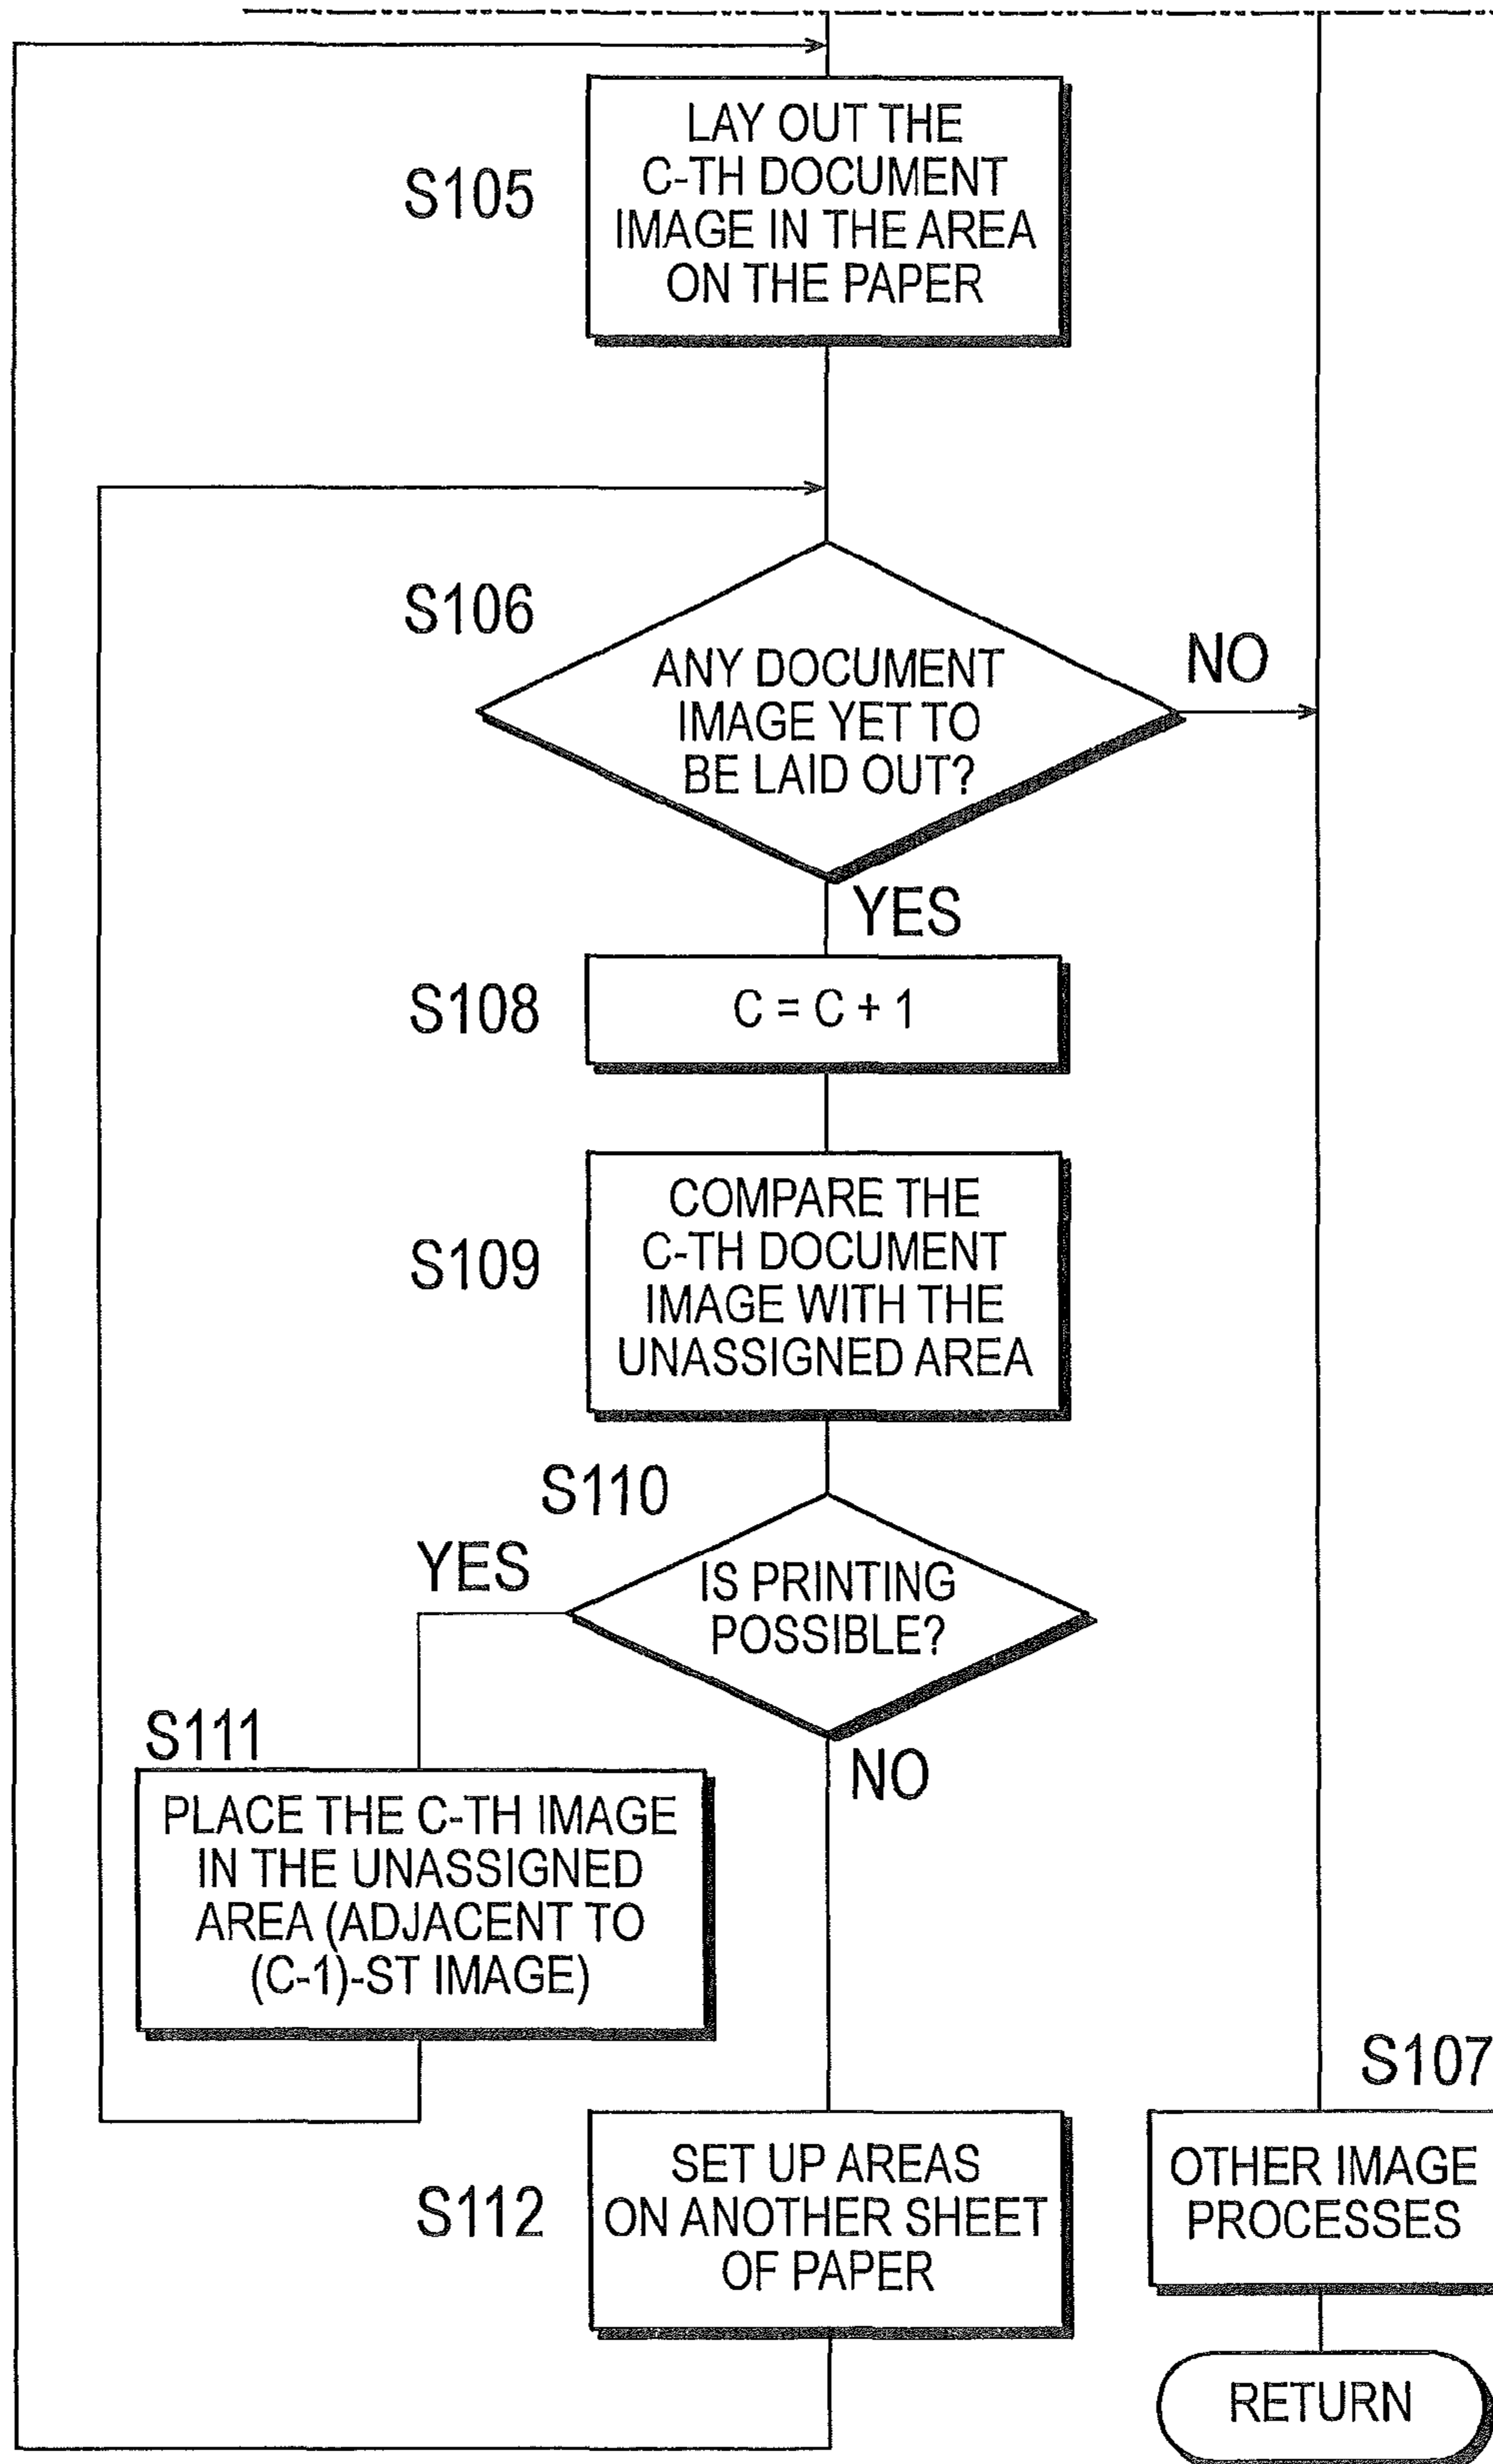 S105
LAY OUT THE
C-TH DOCUMENT
IMAGE IN THE AREA
ON THE PAPER
S106
ANY DOCUMENT
IMAGE YET TO
BE LAID OUT?
NO
YES
S108
C = C + 1
S109
COMPARE THE
C-TH DOCUMENT
IMAGE WITH THE
UNASSIGNED AREA
S110
IS PRINTING
POSSIBLE?
YES
NO
S111
PLACE THE C-TH IMAGE
IN THE UNASSIGNED
AREA (ADJACENT TO
(C-1)-ST IMAGE)
S112
SET UP AREAS
ON ANOTHER SHEET
OF PAPER
S107
OTHER IMAGE
PROCESSES
RETURN